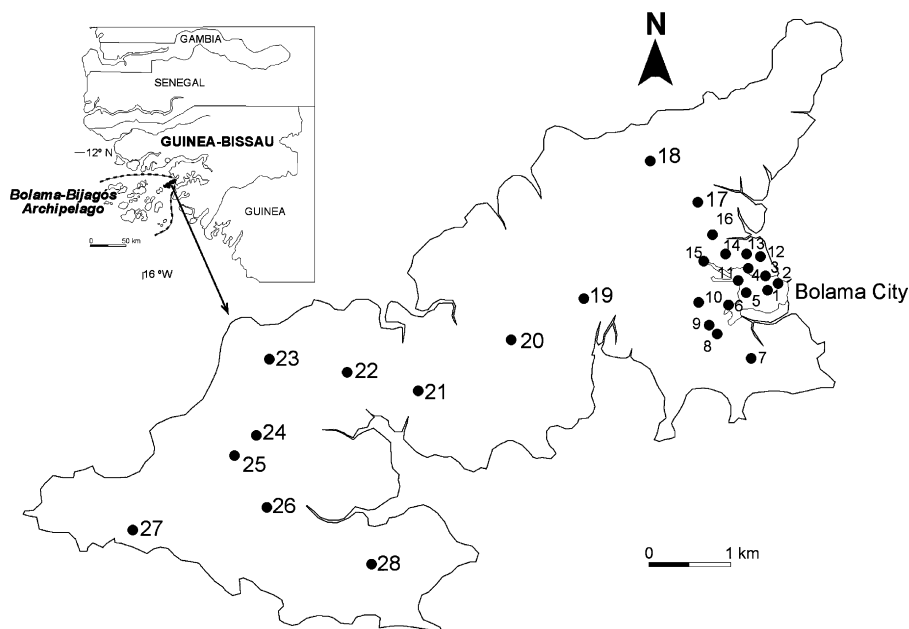 GAMBIA
SENEGAL
GUINEA-BISSAU
12° N
Bolama-Bijagós
Archipelago
GUINEA
0 50 km
16 °W
N
18
17
16
15
14
13
12
11
4
3
2
Bolama City
1
5
6
10
9
8
7
19
20
21
22
23
24
25
26
27
28
0 1 km